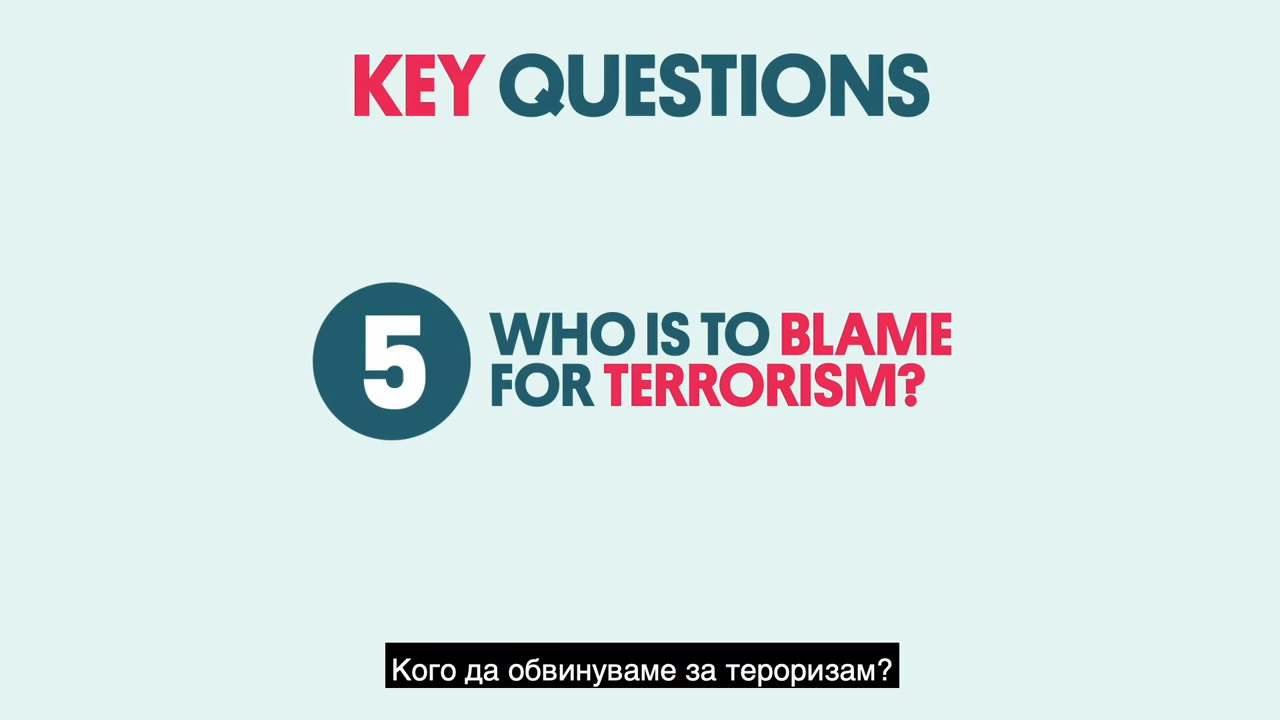 KEY QUESTIONS
5
WHO IS TO BLAME
FOR TERRORISM?
Кого да обвинуваме за тероризам?